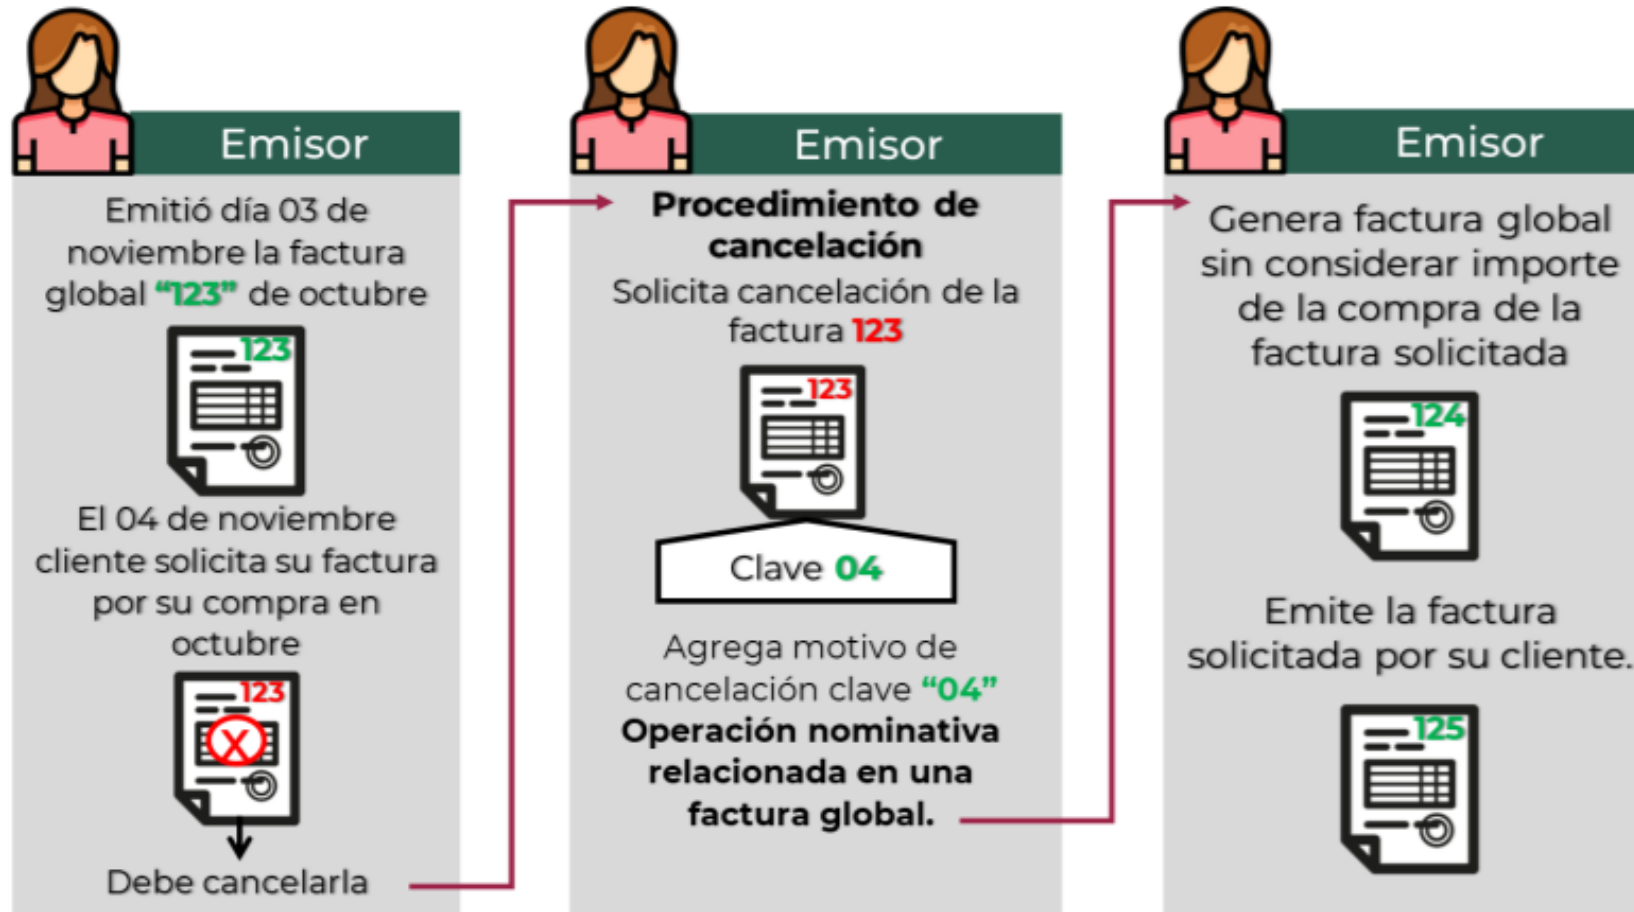 Emisor
Emitió día 03 de
noviembre la factura
global “123” de octubre
123
El 04 de noviembre
cliente solicita su factura
por su compra en
octubre
123
X
Debe cancelarla
Emisor
Procedimiento de
cancelación
Solicita cancelación de la
factura 123
123
Clave 04
Agrega motivo de
cancelación clave “04”
Operación nominativa
relacionada en una
factura global.
Emisor
Genera factura global
sin considerar importe
de la compra de la
factura solicitada
124
Emite la factura
solicitada por su cliente.
125